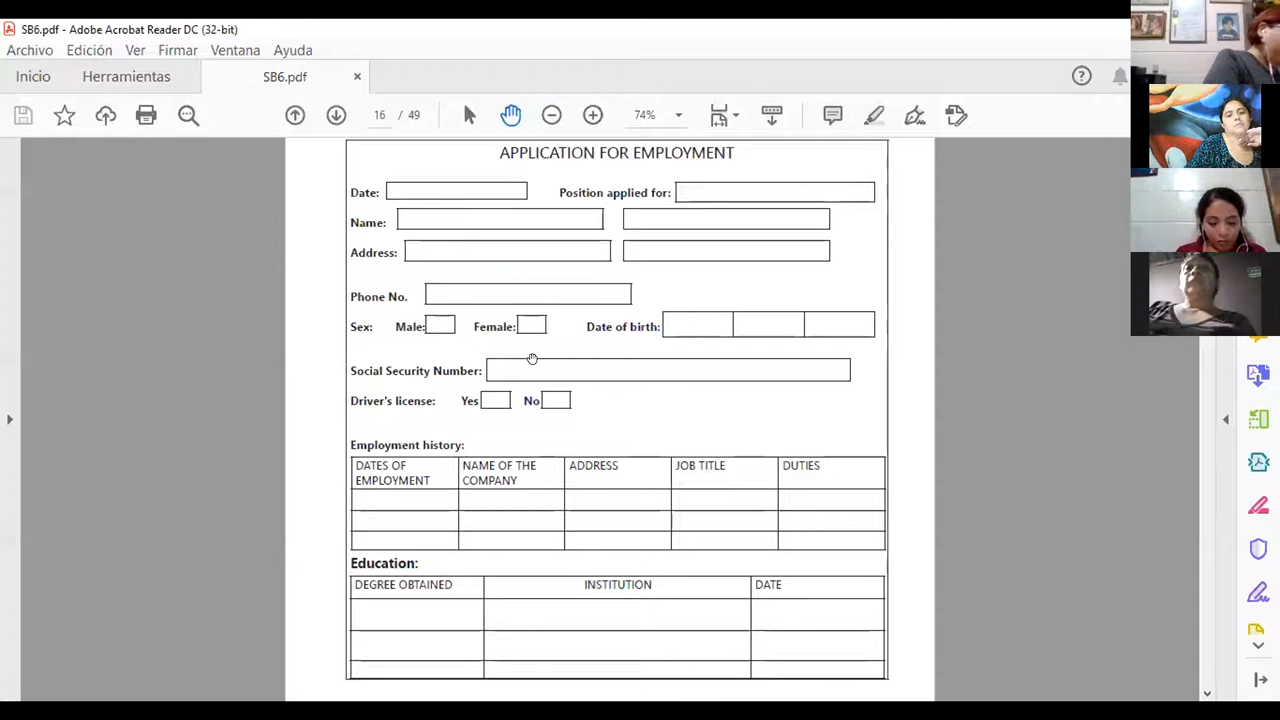 SB6.pdf - Adobe Acrobat Reader DC (32-bit)
Archivo Edición Ver Firmar Ventana Ayuda
Inicio Herramientas SB6.pdf ×
16 / 49 74%
APPLICATION FOR EMPLOYMENT
Date: Position applied for:
Name:
Address:
Phone No.
Sex: Male: Female: Date of birth:
Social Security Number:
Driver's license: Yes No
Employment history:
DATES OF EMPLOYMENT NAME OF THE COMPANY ADDRESS JOB TITLE DUTIES
Education:
DEGREE OBTAINED INSTITUTION DATE